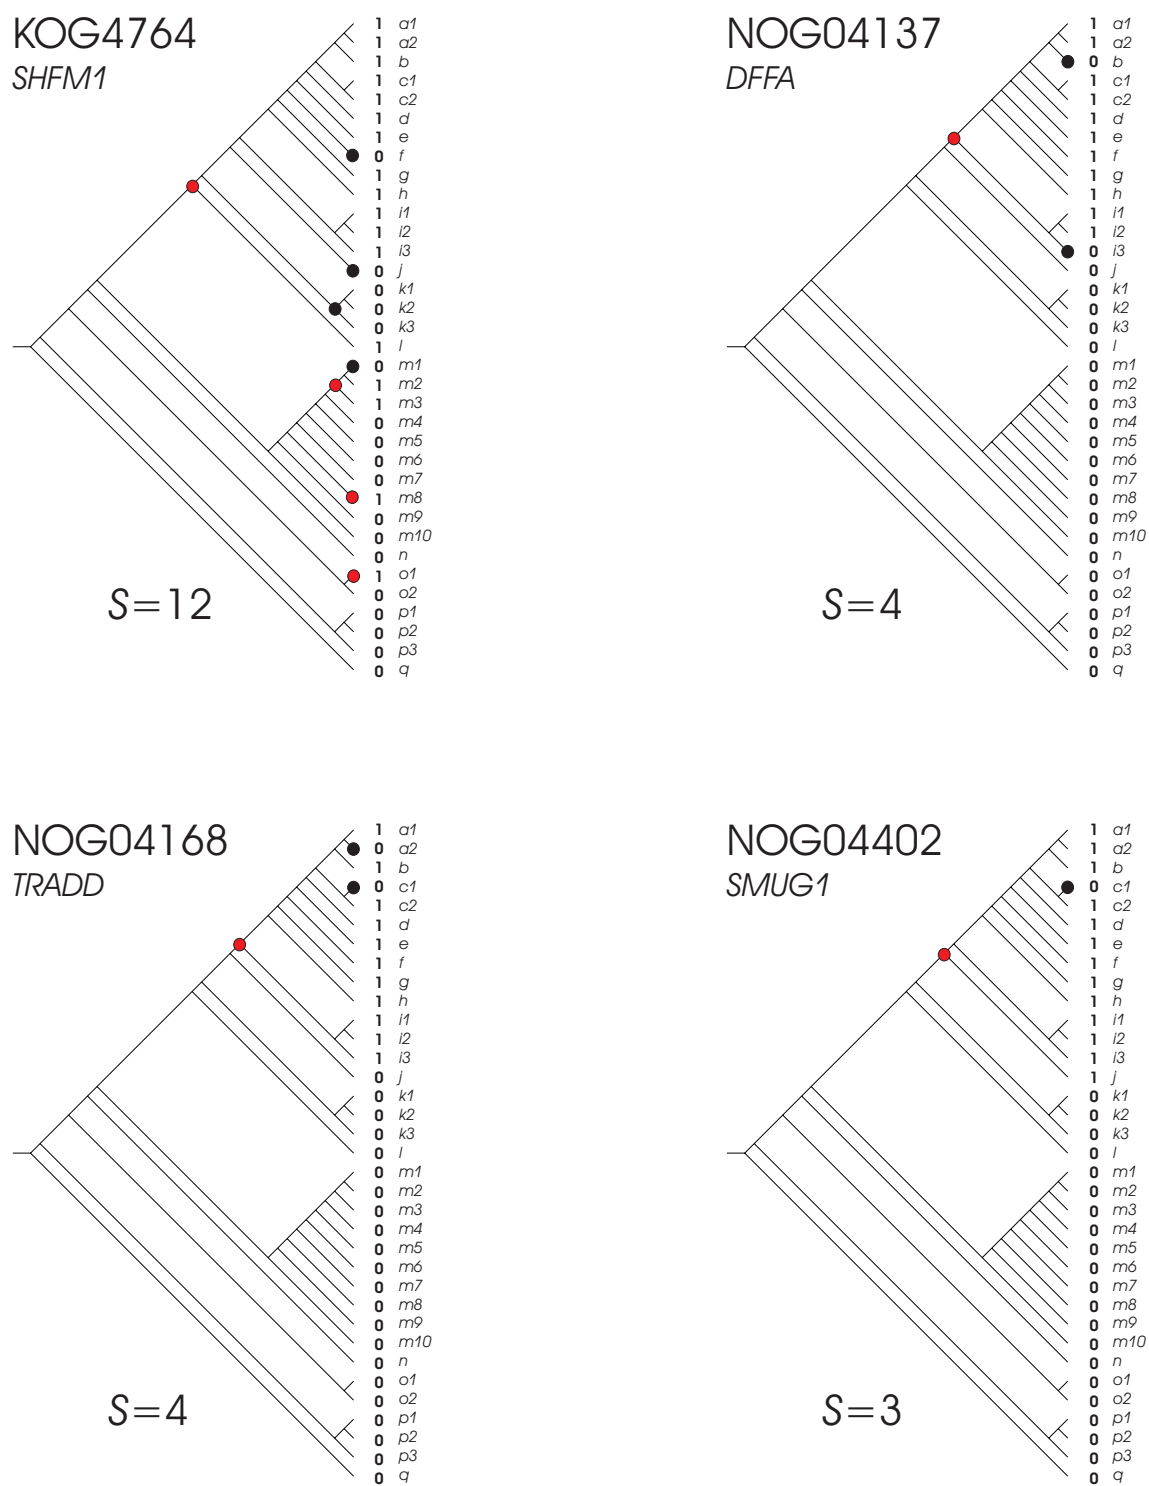 KOG4764
SHFM1
1 a1
1 a2
1 b
1 c1
1 c2
1 d
1 e
0 f
1 g
1 h
1 i1
1 i2
1 i3
0 j
0 k1
0 k2
0 k3
1 l
0 m1
1 m2
1 m3
0 m4
0 m5
0 m6
0 m7
1 m8
0 m9
0 m10
0 n
1 o1
0 o2
0 p1
0 p2
0 p3
0 q
S=12
NOG04137
DFFA
1 a1
1 a2
0 b
1 c1
1 c2
1 d
1 e
1 f
1 g
1 h
1 i1
1 i2
0 i3
0 j
0 k1
0 k2
0 k3
0 l
0 m1
0 m2
0 m3
0 m4
0 m5
0 m6
0 m7
0 m8
0 m9
0 m10
0 n
0 o1
0 o2
0 p1
0 p2
0 p3
0 q
S=4
NOG04168
TRADD
1 a1
0 a2
1 b
0 c1
1 c2
1 d
1 e
1 f
1 g
1 h
1 i1
1 i2
1 i3
0 j
0 k1
0 k2
0 k3
0 l
0 m1
0 m2
0 m3
0 m4
0 m5
0 m6
0 m7
0 m8
0 m9
0 m10
0 n
0 o1
0 o2
0 p1
0 p2
0 p3
0 q
S=4
NOG04402
SMUG1
1 a1
1 a2
1 b
0 c1
1 c2
1 d
1 e
1 f
1 g
1 h
1 i1
1 i2
1 i3
1 j
0 k1
0 k2
0 k3
0 l
0 m1
0 m2
0 m3
0 m4
0 m5
0 m6
0 m7
0 m8
0 m9
0 m10
0 n
0 o1
0 o2
0 p1
0 p2
0 p3
0 q
S=3